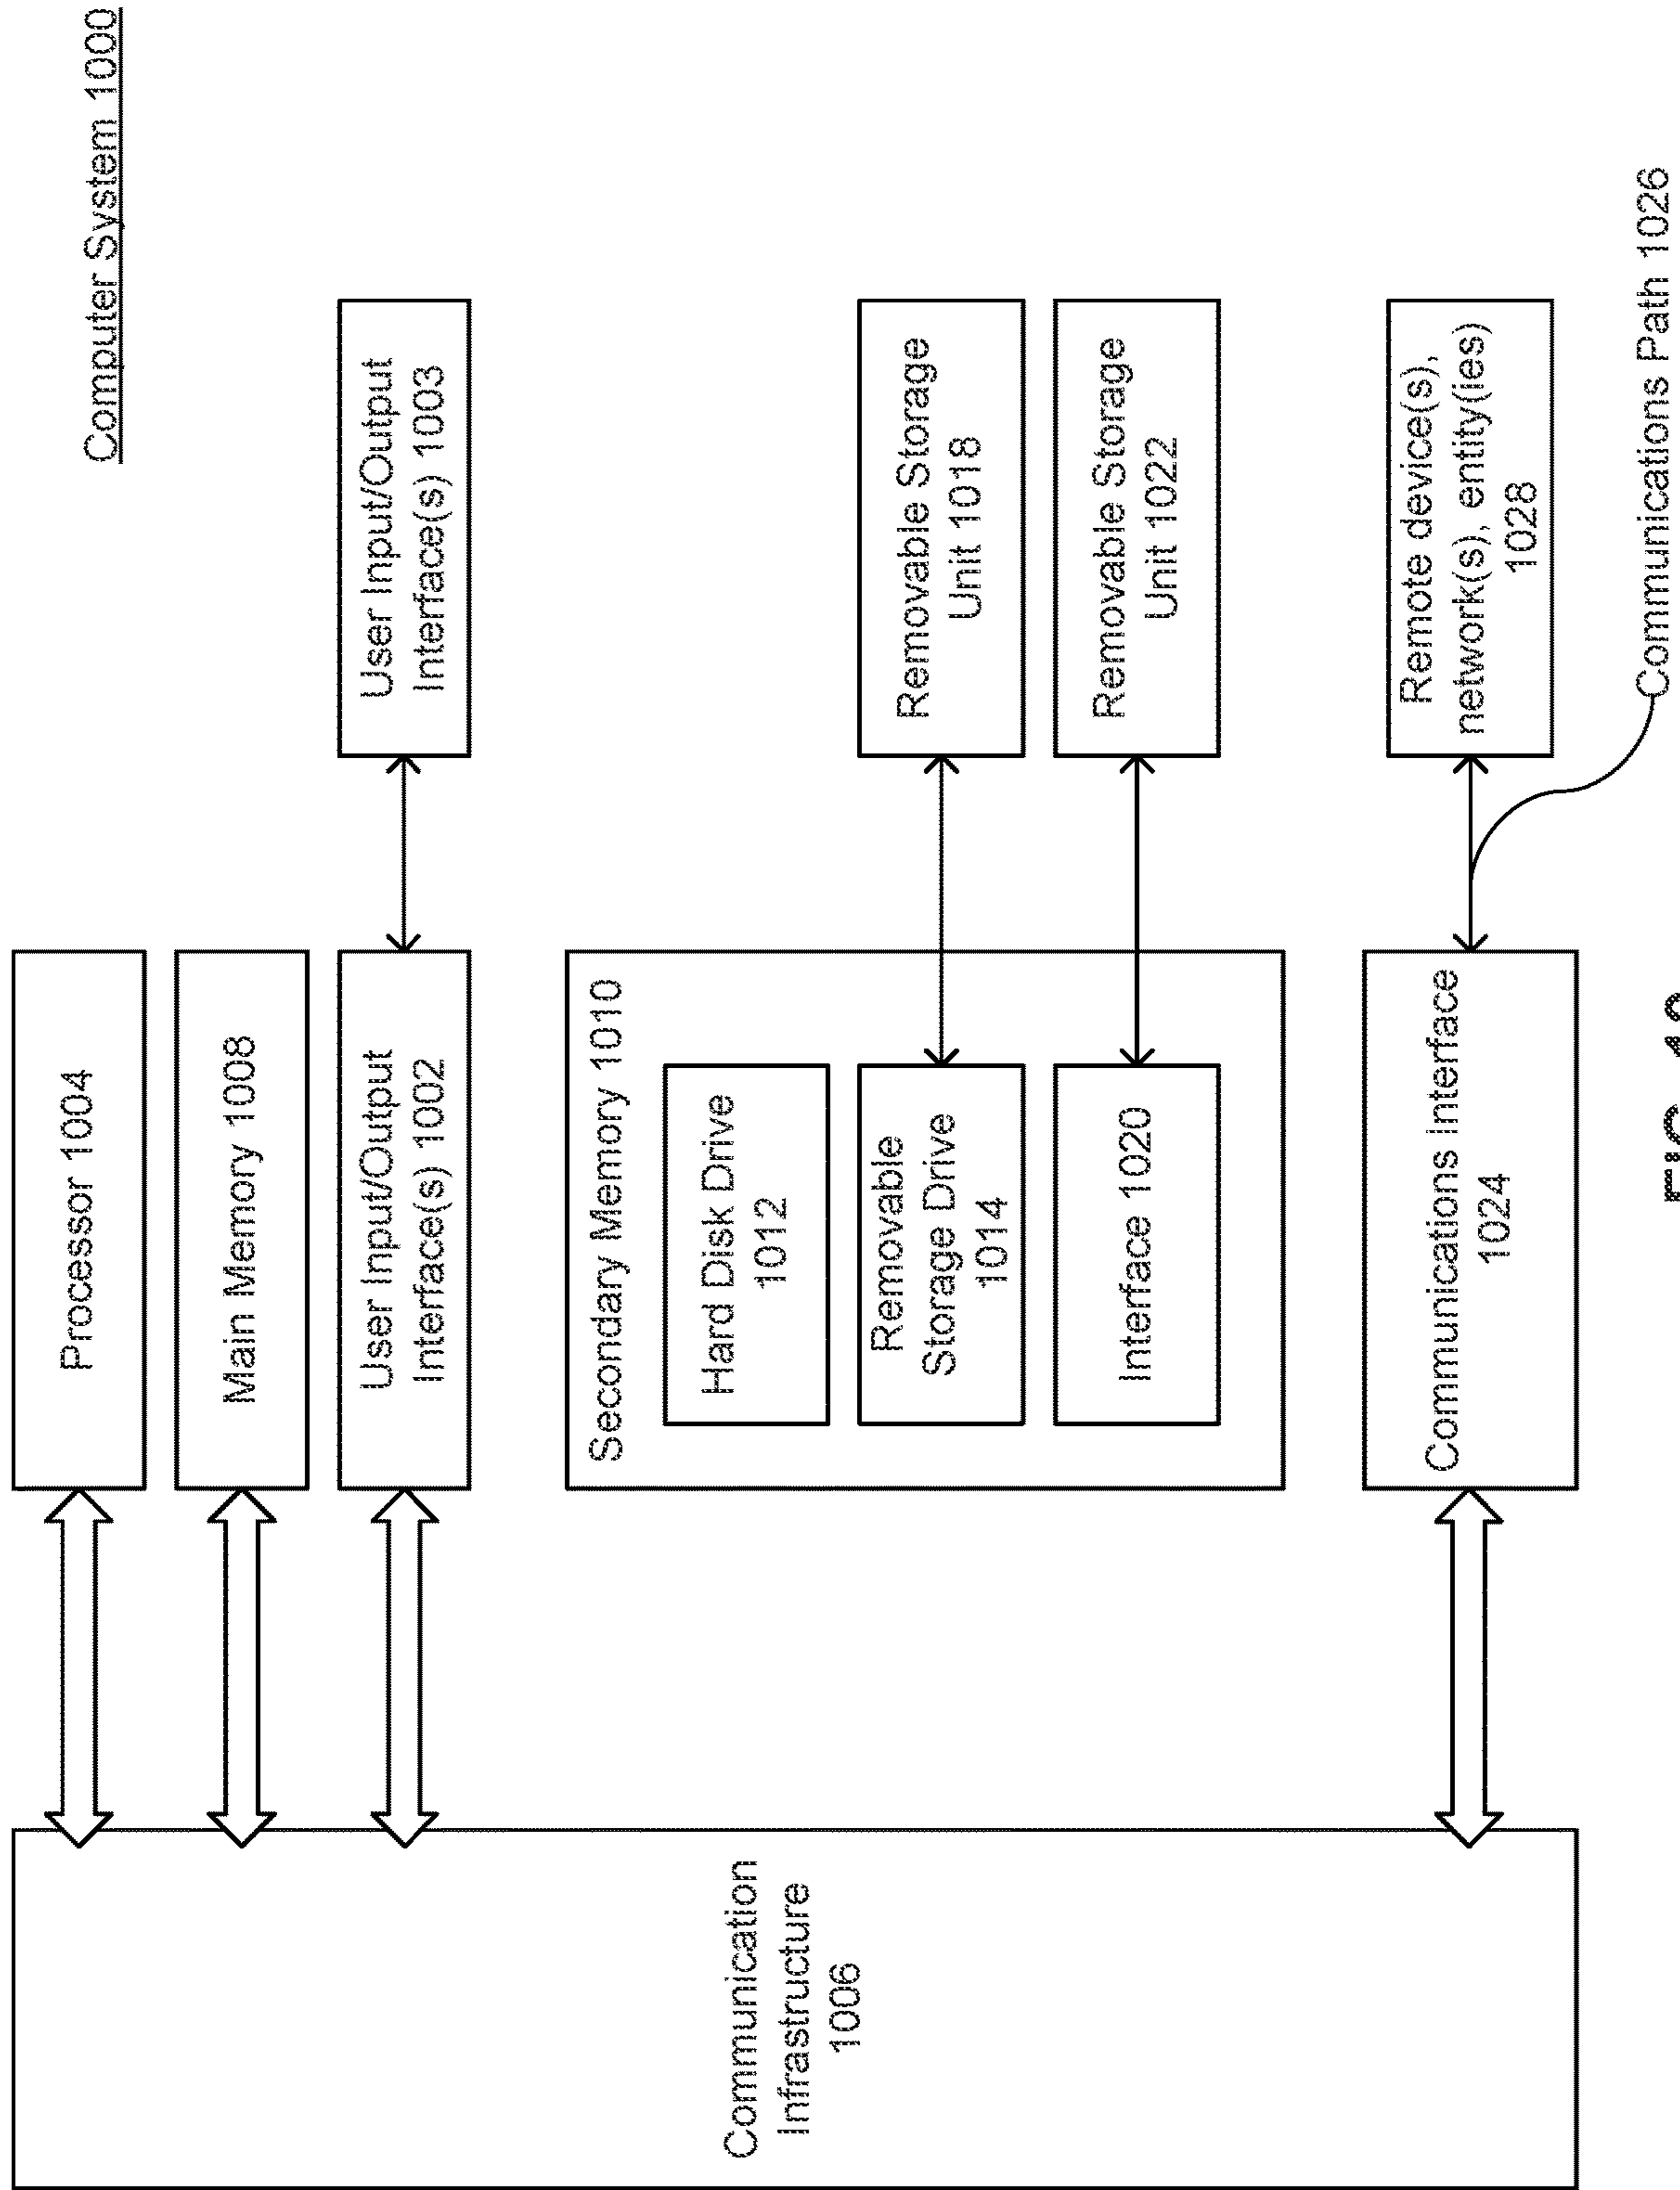 Computer System 1000
Processor 1004
Main Memory 1008
User Input/Output
Interface(s) 1002
User Input/Output
Interface(s) 1003
Communication
Infrastructure
1006
Secondary Memory 1010
Hard Disk Drive
1012
Removable
Storage Drive
1014
Removable Storage
Unit 1018
Interface 1020
Removable Storage
Unit 1022
Communications Interface
1024
Remote device(s),
network(s), entity(ies)
1028
Communications Path 1026